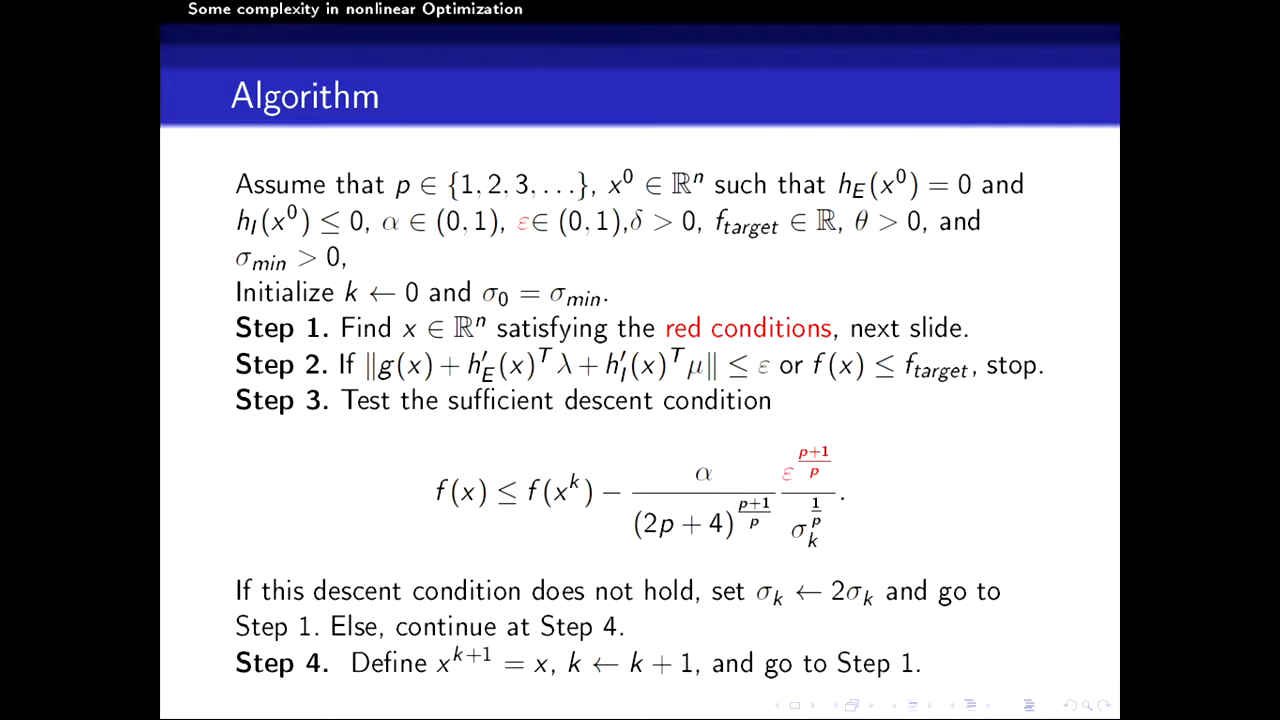 Some complexity in nonlinear Optimization
Algorithm
Assume that p ∈ {1, 2, 3, . . .}, x⁰ ∈ ℝⁿ such that h_E(x⁰) = 0 and
h_I(x⁰) ≤ 0, α ∈ (0, 1), ε∈ (0, 1),δ > 0, f_target ∈ ℝ, θ > 0, and
σ_min > 0,
Initialize k ← 0 and σ₀ = σ_min.
Step 1. Find x ∈ ℝⁿ satisfying the red conditions, next slide.
Step 2. If ‖g(x) + h′_E(x)^T λ + h′_I(x)^T μ‖ ≤ ε or f(x) ≤ f_target, stop.
Step 3. Test the sufficient descent condition
f(x) ≤ f(x^k) − \frac{α}{(2p + 4)^{\frac{p+1}{p}}} \frac{ε^{\frac{p+1}{p}}}{σ_k^{\frac{1}{p}}}.
If this descent condition does not hold, set σ_k ← 2σ_k and go to
Step 1. Else, continue at Step 4.
Step 4. Define x^{k+1} = x, k ← k + 1, and go to Step 1.